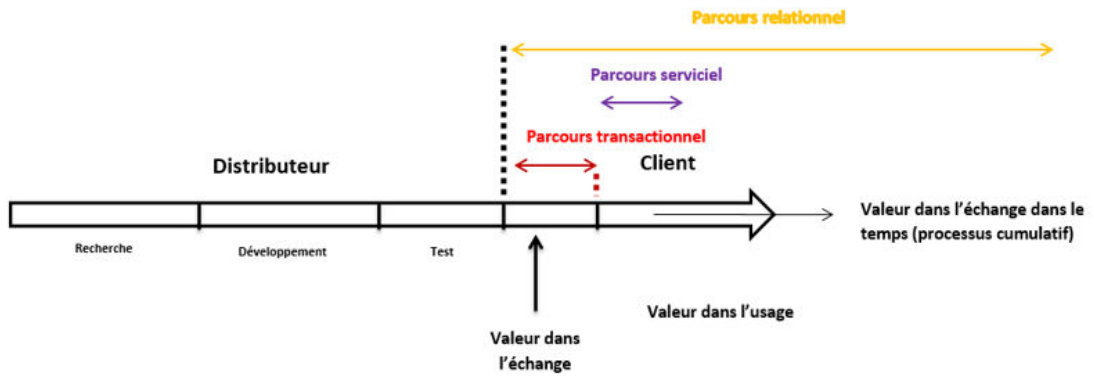 Parcours relationnel
Parcours serviciel
Parcours transactionnel
Distributeur
Client
Valeur dans l'échange dans le
temps (processus cumulatif)
Recherche
Développement
Test
Valeur dans l'usage
Valeur dans
l'échange